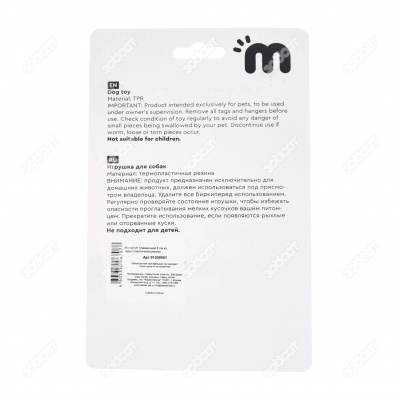 m
EN
Dog toy
Material: TPR
IMPORTANT: Product intended exclusively for pets, to be used
under owner's supervision. Remove all tags and hangers before
use. Check condition of toy regularly to avoid any danger of
small pieces being swallowed by your pet. Discontinue use if
worm, loose or torn pieces occur.
Not suitable for children.
RU
Игрушка для собак
Материал: термопластичная резина
ВНИМАНИЕ: продукт предназначен исключительно для
домашних животных, должен использоваться под присмо-
тром владельца. Удалите все биркиперед использованием.
Регулярно проверяйте состояние игрушки, чтобы избежать
опасности проглатывания мелких кусочков вашим питом-
цем. Прекратите использование, если появляются рыхлые
или оторванные куски.
Не подходит для детей.